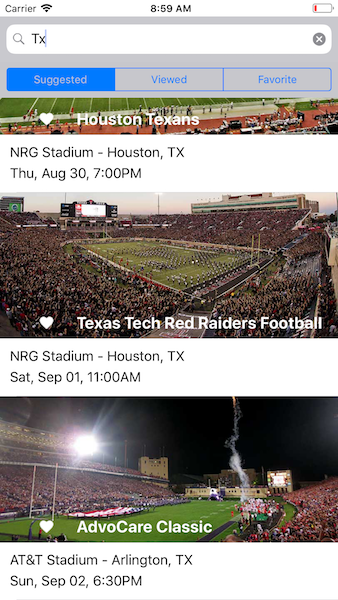 Carrier 8:59 AM
Tx
Suggested Viewed Favorite
Houston Texans
NRG Stadium - Houston, TX
Thu, Aug 30, 7:00PM
Texas Tech Red Raiders Football
NRG Stadium - Houston, TX
Sat, Sep 01, 11:00AM
AdvoCare Classic
AT&T Stadium - Arlington, TX
Sun, Sep 02, 6:30PM